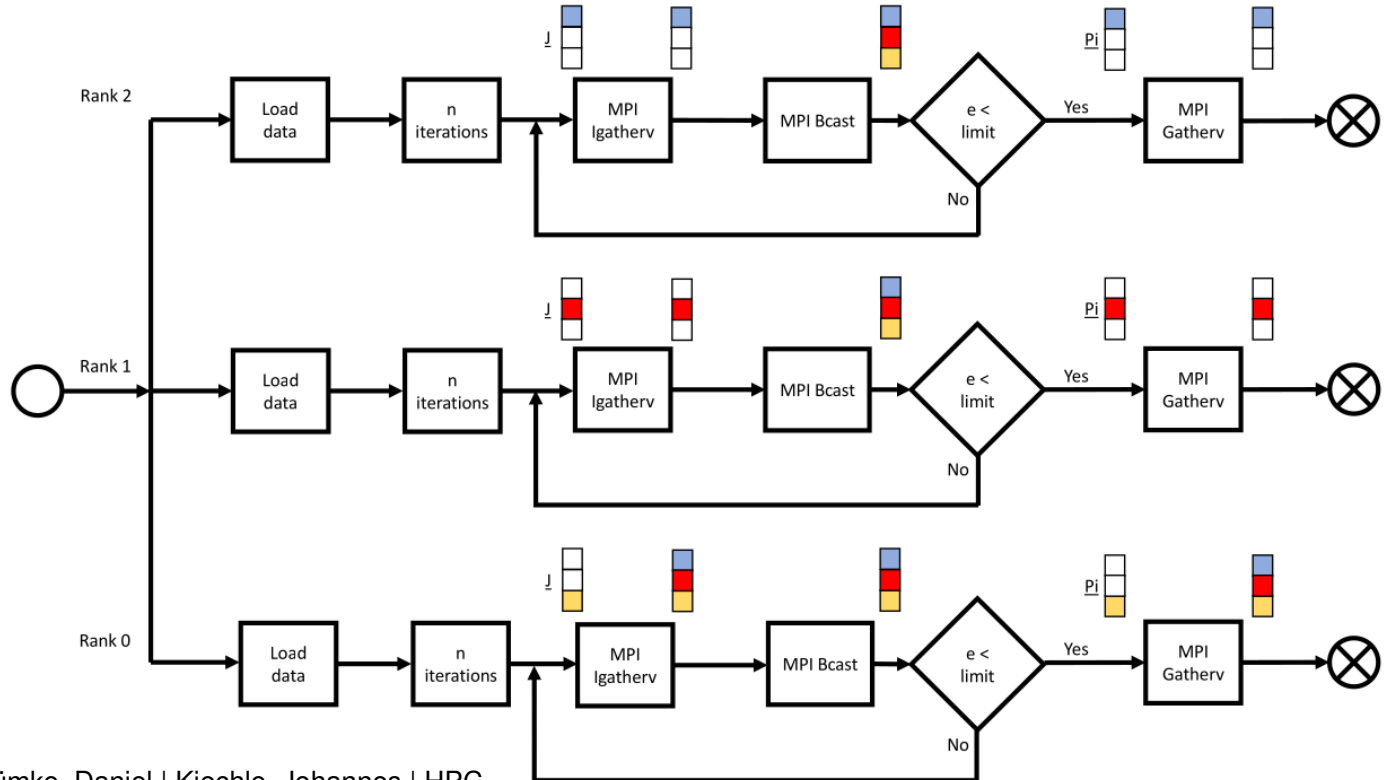 J
Pi
Rank 2
Load
data
n
iterations
MPI
Igatherv
MPI Bcast
e <
limit
Yes
MPI
Gatherv
No
J
Pi
Rank 1
Load
data
n
iterations
MPI
Igatherv
MPI Bcast
e <
limit
Yes
MPI
Gatherv
No
J
Pi
Rank 0
Load
data
n
iterations
MPI
Igatherv
MPI Bcast
e <
limit
Yes
MPI
Gatherv
No
Daniel | Kiechle, Johannes | HPC